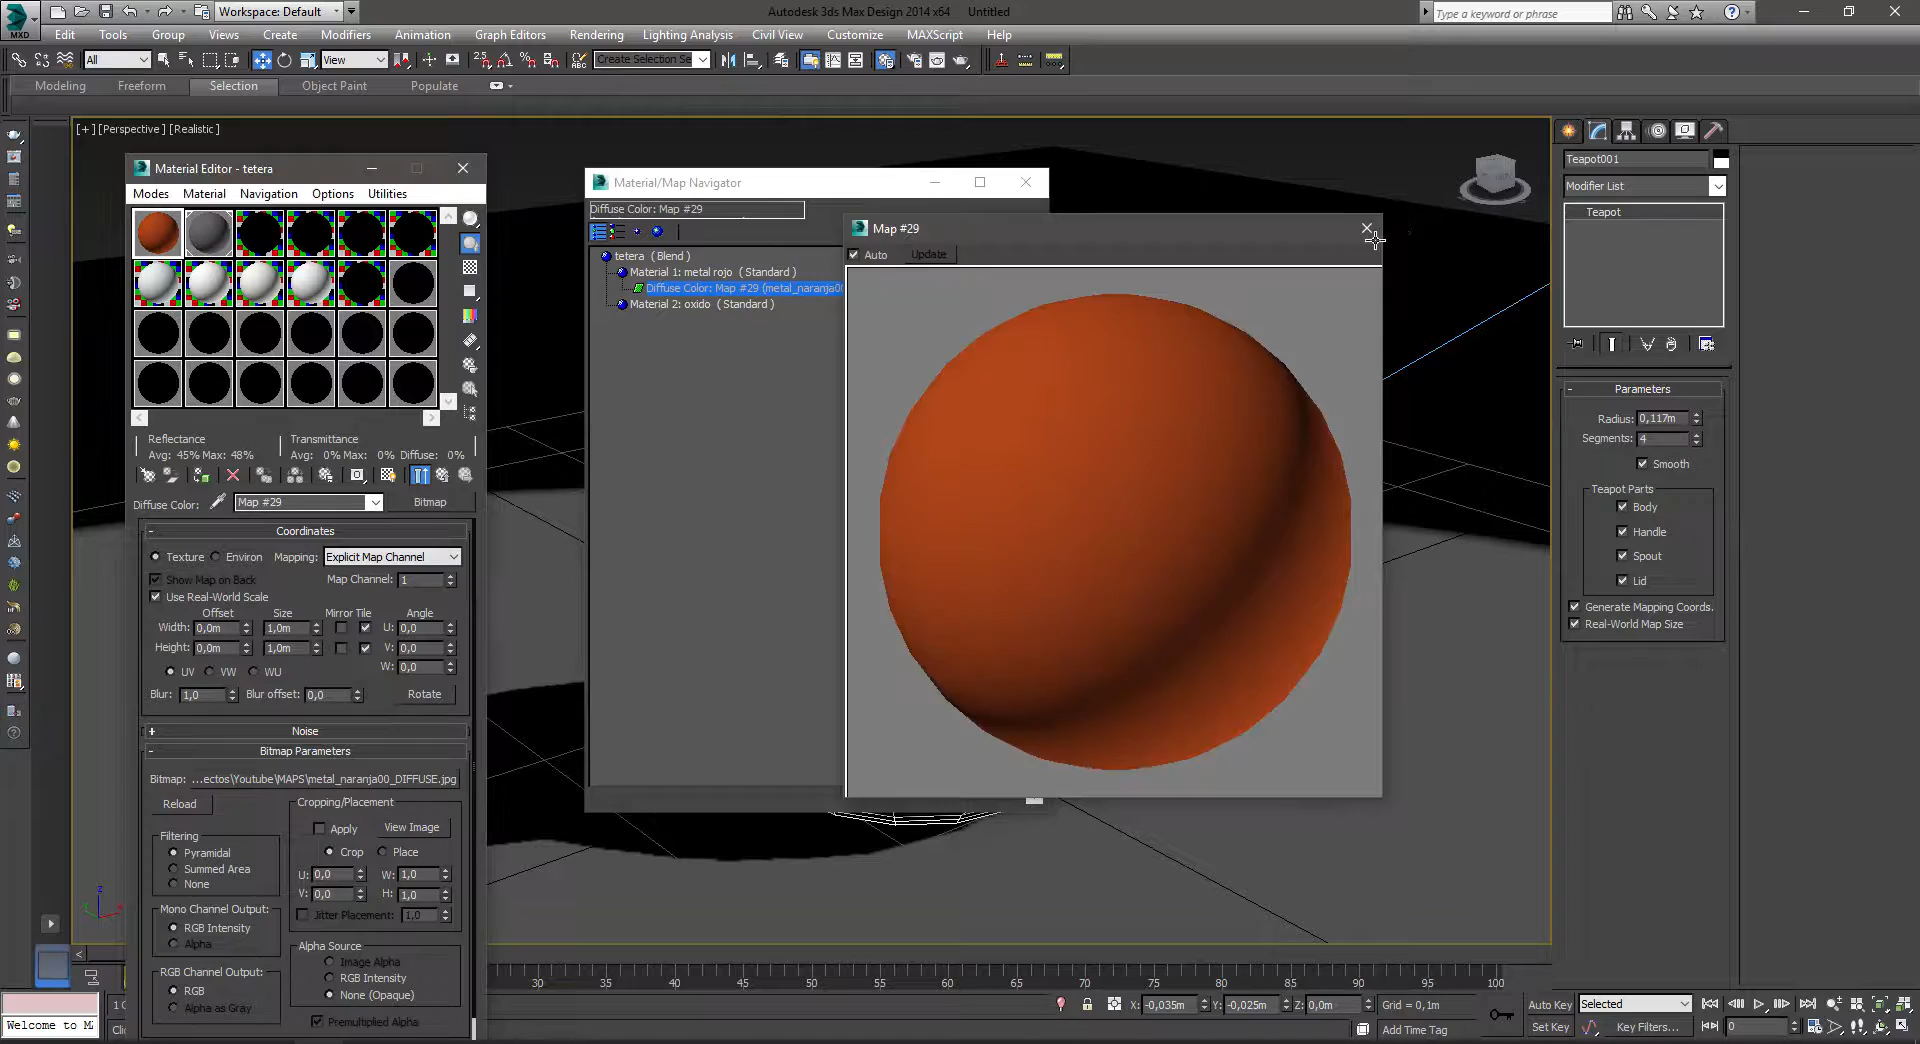 Workspace: Default
Autodesk 3ds Max Design 2014 x64 Untitled
Type a keyword or phrase
MXD
Edit Tools Group Views Create Modifiers Animation Graph Editors Rendering Lighting Analysis Civil View Customize MAXScript Help
All
View
Create Selection Se
Modeling Freeform Selection Object Paint Populate
[+] [Perspective] [Realistic]
Material Editor - tetera
Modes Material Navigation Options Utilities
Reflectance
Avg: 45% Max: 48%
Transmittance
Avg: 0% Max: 0% Diffuse: 0%
Diffuse Color: Map #29 Bitmap
Coordinates
Texture Environ Mapping: Explicit Map Channel
Show Map on Back Map Channel: 1
Use Real-World Scale
Offset Size Mirror Tile Angle
Width: 0,0m 1,0m U: 0,0
Height: 0,0m 1,0m V: 0,0
W: 0,0
UV VW WU
Blur: 1,0 Blur offset: 0,0 Rotate
Noise
Bitmap Parameters
Bitmap: ...ectos\Youtube\MAPS\metal_naranja00_DIFFUSE.jpg
Reload
Cropping/Placement
Apply View Image
Crop Place
U: 0,0 W: 1,0
V: 0,0 H: 1,0
Jitter Placement: 1,0
Filtering
Pyramidal
Summed Area
None
Mono Channel Output:
RGB Intensity
Alpha
RGB Channel Output:
RGB
Alpha as Gray
Alpha Source
Image Alpha
RGB Intensity
None (Opaque)
Premultiplied Alpha
Material/Map Navigator
Diffuse Color: Map #29
tetera ( Blend )
Material 1: metal rojo ( Standard )
Diffuse Color: Map #29 (metal_naranja0
Material 2: oxido ( Standard )
Map #29
Auto Update
Teapot001
Modifier List
Teapot
Parameters
Radius: 0,117m
Segments: 4
Smooth
Teapot Parts
Body
Handle
Spout
Lid
Generate Mapping Coords.
Real-World Map Size
30 35 40 45 50 55 60 65 70 75 80 85 90 95 100
X: -0,035m Y: -0,025m Z: 0,0m Grid = 0,1m
Add Time Tag
Auto Key Selected
Set Key Key Filters... 0
Welcome to M